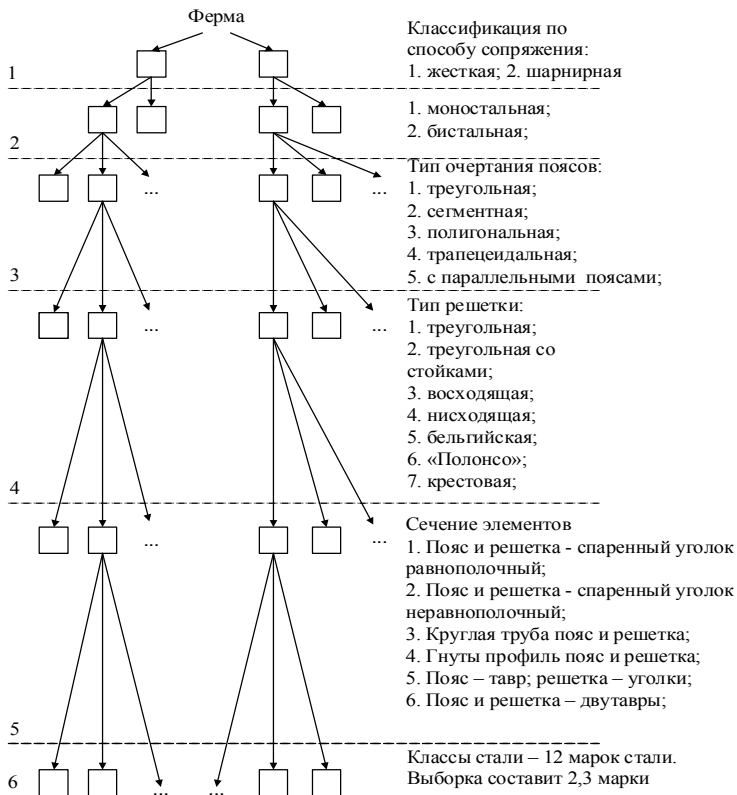 Ферма
Классификация по
способу сопряжения:
1. жесткая; 2. шарнирная
1
1. моностальная;
2. бистальная;
2
Тип очертания поясов:
... ...
1. треугольная;
2. сегментная;
3. полигональная;
4. трапецеидальная;
5. с параллельными поясами;
3
Тип решетки:
... ...
1. треугольная;
2. треугольная со
стойками;
3. восходящая;
4. нисходящая;
5. бельгийская;
6. «Полонсо»;
7. крестовая;
4
Сечение элементов
... ...
1. Пояс и решетка - спаренный уголок
равнополочный;
2. Пояс и решетка - спаренный уголок
неравнополочный;
3. Круглая труба пояс и решетка;
4. Гнуты профиль пояс и решетка;
5. Пояс – тавр; решетка – уголки;
6. Пояс и решетка – двутавры;
5
Классы стали – 12 марок стали.
Выборка составит 2,3 марки
6
... ...